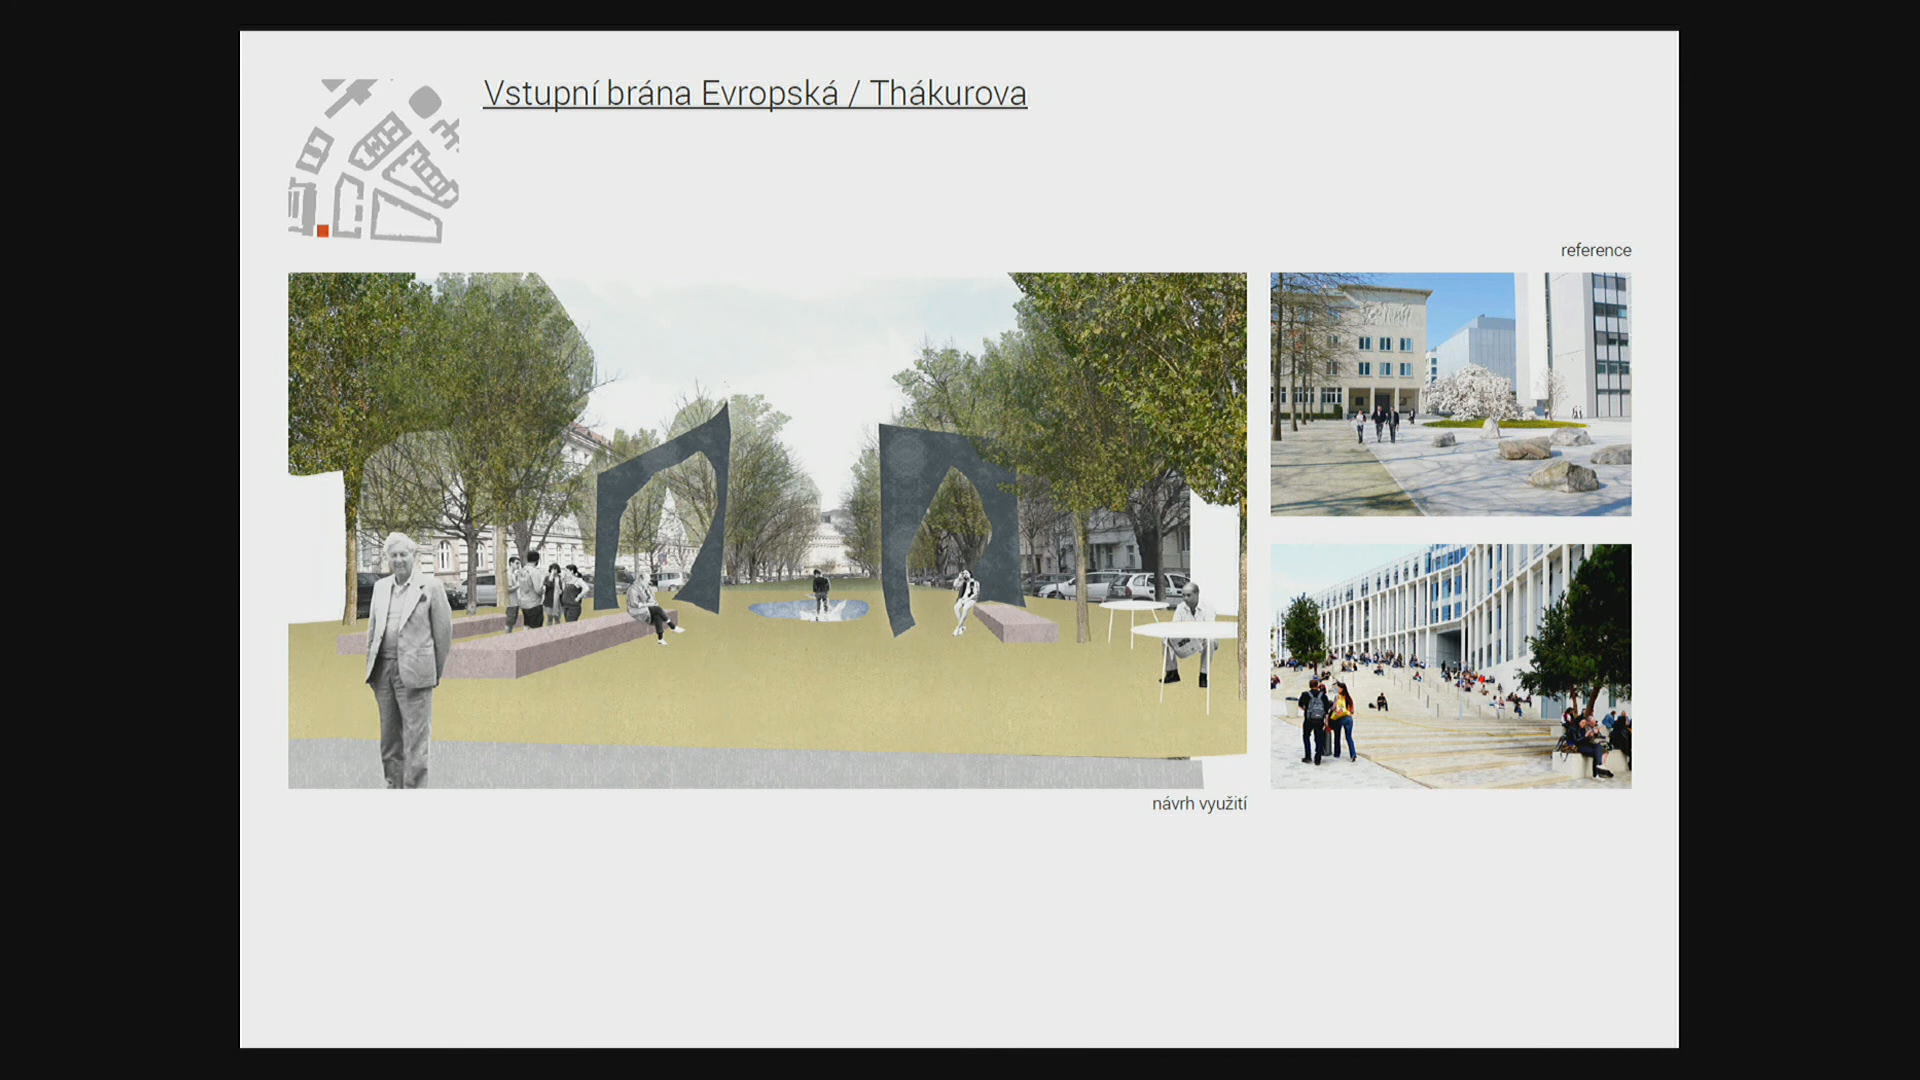 Vstupní brána Evropská / Thákurova
reference
návrh využití